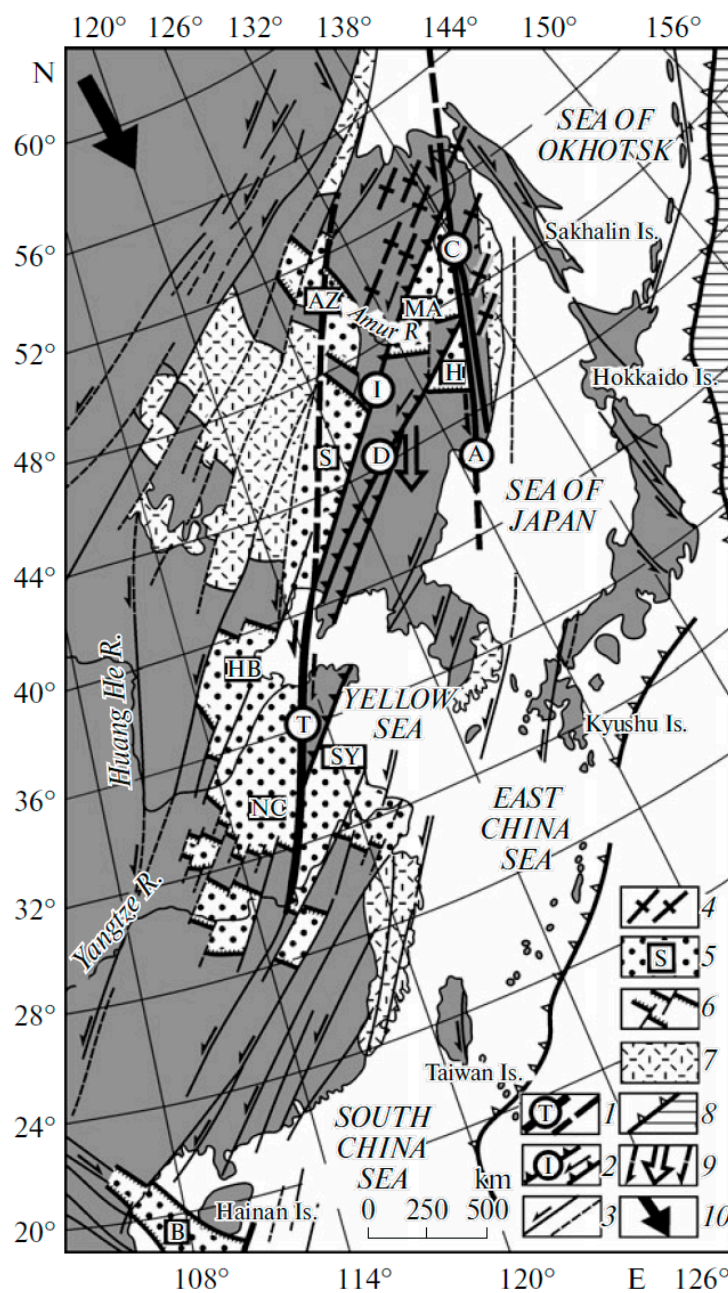 120° 126° 132° 138° 144° 150° 156°
N
60°
56°
52°
48°
44°
40°
36°
32°
28°
24°
20°
SEA OF
OKHOTSK
Sakhalin Is.
C
AZ
MA
Amur R
H
I
Hokkaido Is.
S
D
A
SEA OF
JAPAN
Huang He R.
HB
YELLOW
SEA
T
SY
Kyushu Is.
NC
EAST
CHINA
SEA
Yangtze R.
Taiwan Is.
SOUTH
CHINA
SEA
Hainan Is.
B
km
0 250 500
4
S 5
6
7
T 1
8
I 2
9
3
10
108° 114° 120° E 126°